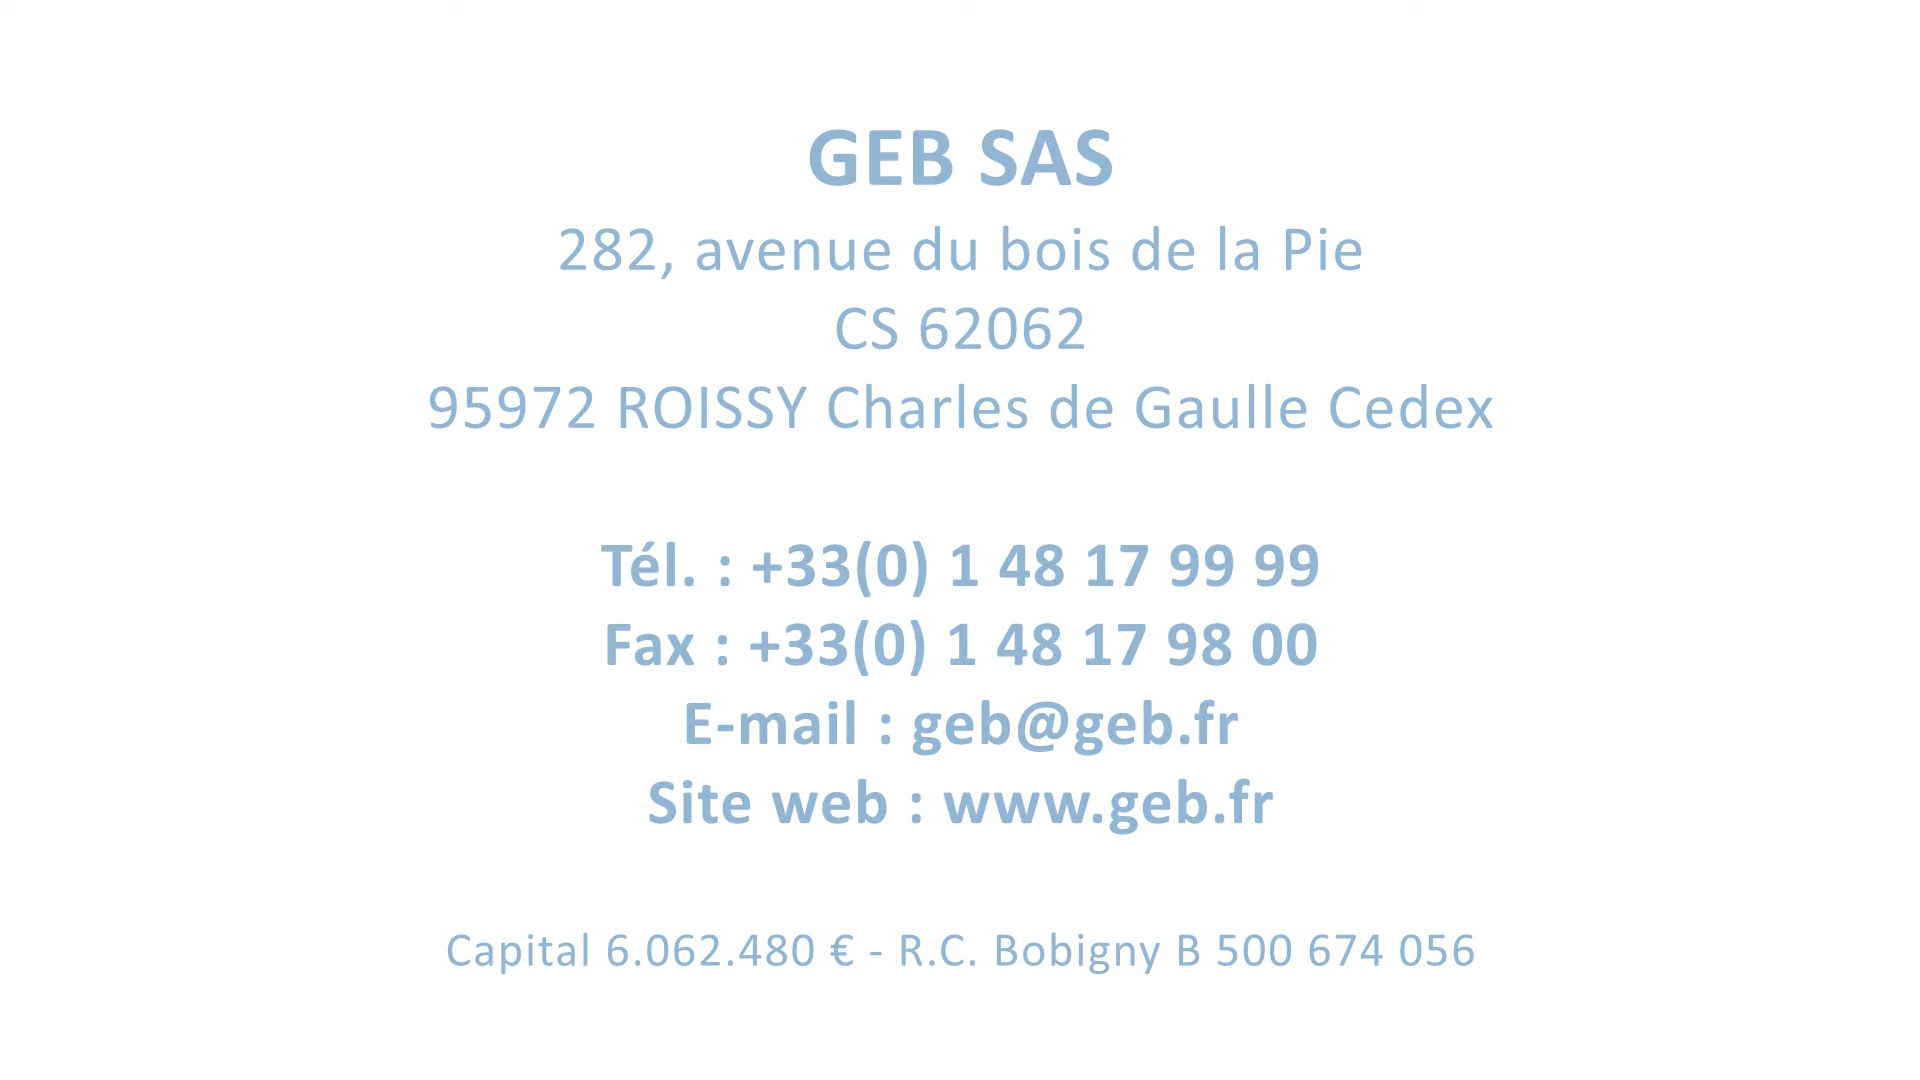 GEB SAS
282, avenue du bois de la Pie
CS 62062
95972 ROISSY Charles de Gaulle Cedex
Tél. : +33(0) 1 48 17 99 99
Fax : +33(0) 1 48 17 98 00
E-mail : geb@geb.fr
Site web : www.geb.fr
Capital 6.062.480 € - R.C. Bobigny B 500 674 056